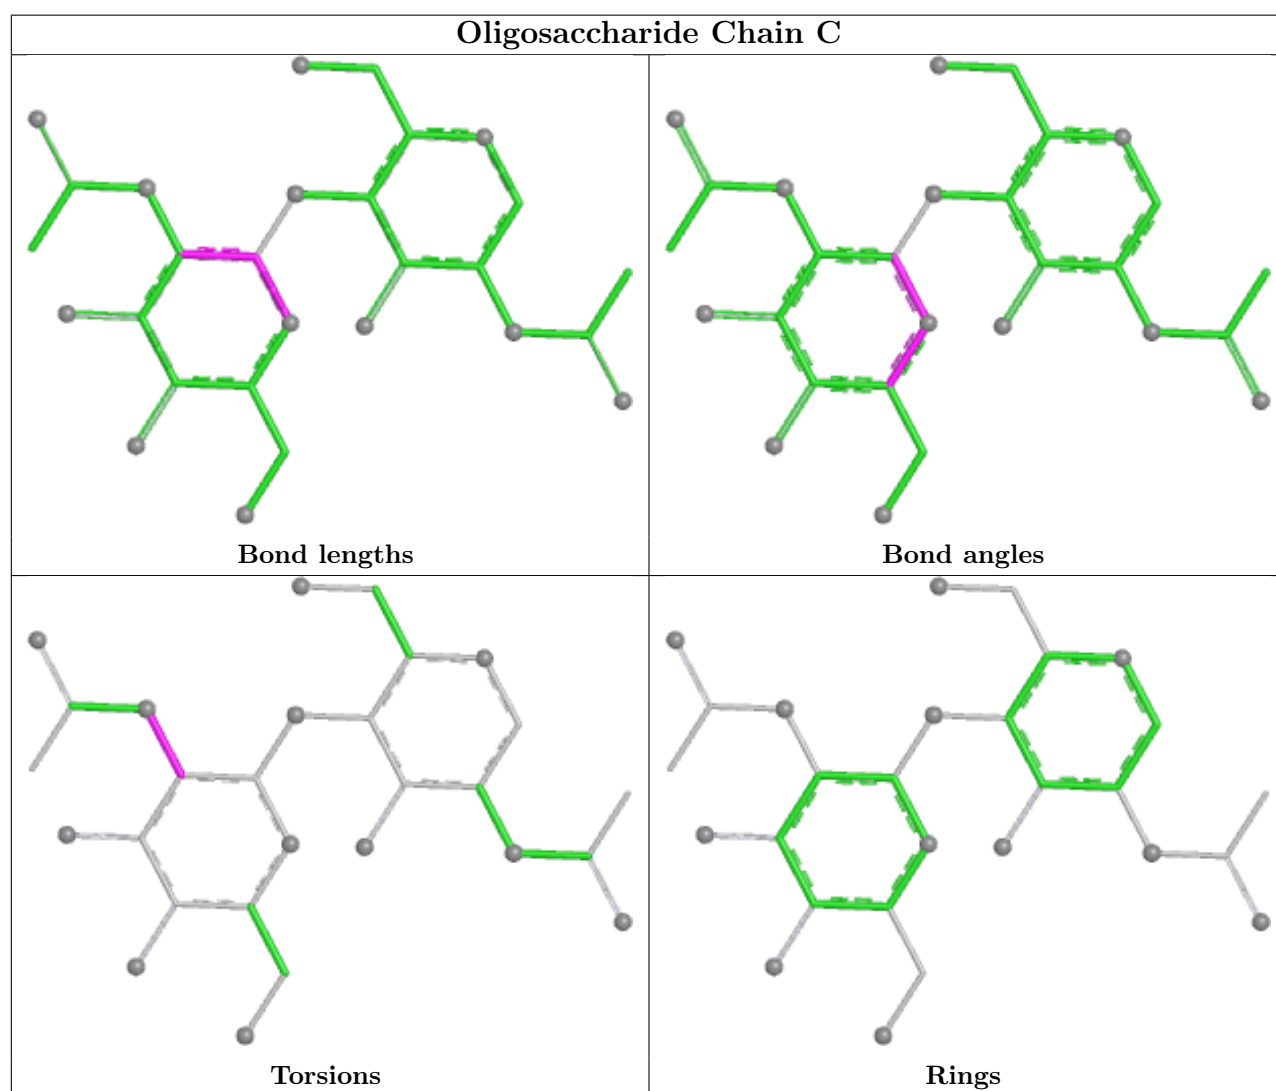 Oligosaccharide Chain C
Bond lengths
Bond angles
Torsions
Rings